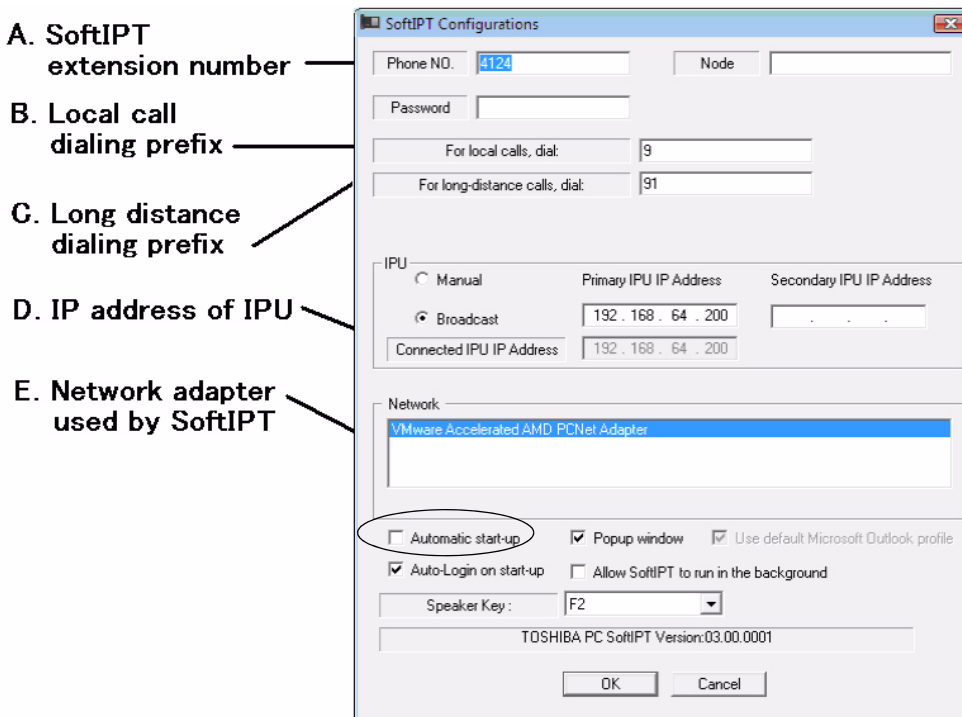 SoftIPT Configurations
A. SoftIPT
extension number
Phone NO. 4124 Node
Password
B. Local call
dialing prefix
For local calls, dial: 9
For long-distance calls, dial: 91
C. Long distance
dialing prefix
IPU
Manual Primary IPU IP Address Secondary IPU IP Address
D. IP address of IPU
Broadcast 192 . 168 . 64 . 200 . . .
Connected IPU IP Address 192 . 168 . 64 . 200
E. Network adapter
used by SoftIPT
Network
VMware Accelerated AMD PCNet Adapter
Automatic start-up Popup window Use default Microsoft Outlook profile
Auto-Login on start-up Allow SoftIPT to run in the background
Speaker Key : F2
TOSHIBA PC SoftIPT Version:03.00.0001
OK Cancel